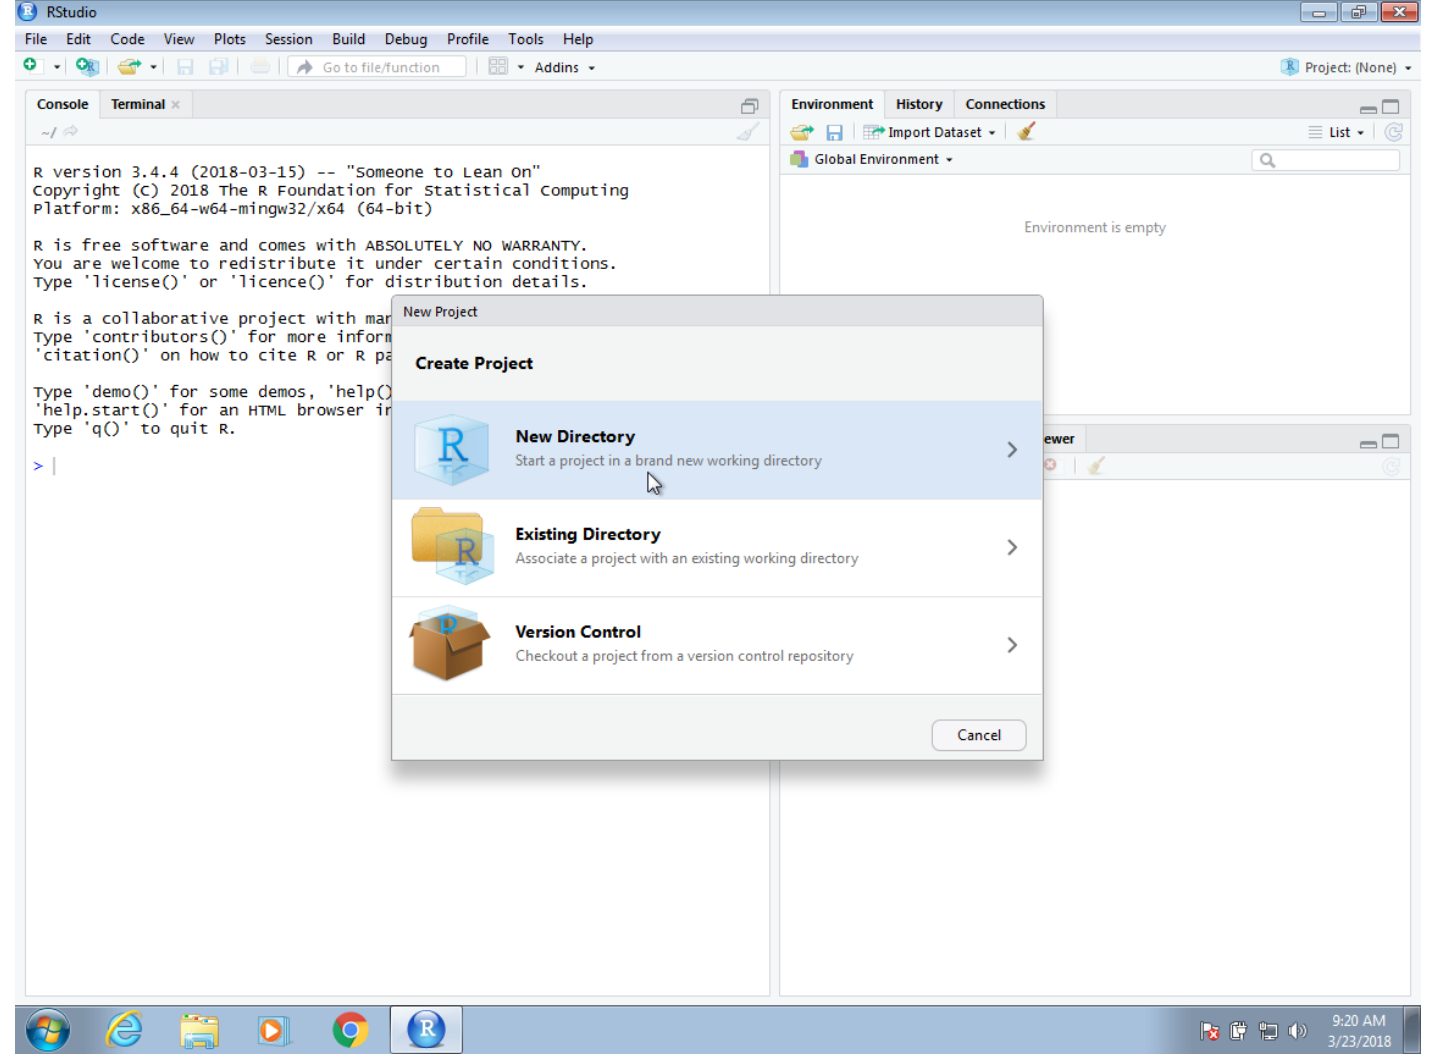 RStudio
File Edit Code View Plots Session Build Debug Profile Tools Help
Go to file/function Addins Project: (None)
Console Terminal
~/
R version 3.4.4 (2018-03-15) -- "Someone to Lean On"
Copyright (C) 2018 The R Foundation for Statistical Computing
Platform: x86_64-w64-mingw32/x64 (64-bit)
R is free software and comes with ABSOLUTELY NO WARRANTY.
You are welcome to redistribute it under certain conditions.
Type 'license()' or 'licence()' for distribution details.
R is a collaborative project with mar
Type 'contributors()' for more inform
'citation()' on how to cite R or R pa
Type 'demo()' for some demos, 'help()
'help.start()' for an HTML browser in
Type 'q()' to quit R.
>
Environment History Connections
Import Dataset List
Global Environment
Environment is empty
ewer
New Project
Create Project
New Directory
Start a project in a brand new working directory
Existing Directory
Associate a project with an existing working directory
Version Control
Checkout a project from a version control repository
Cancel
9:20 AM
3/23/2018